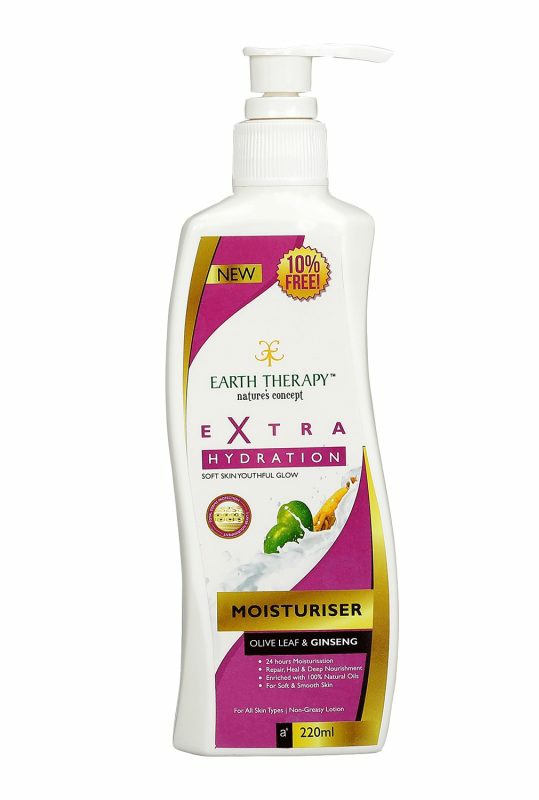 NEW
10%
FREE!
EARTH THERAPY™
nature's concept
EXTRA
HYDRATION
SOFT SKIN YOUTHFUL GLOW
MOISTURISER
OLIVE LEAF & GINSENG
• 24 hours Moisturisation
• Repair, Heal & Deep Nourishment
• Enriched with 100% Natural Oils
• For Soft & Smooth Skin
For All Skin Types | Non-Greasy Lotion
a+ 220ml